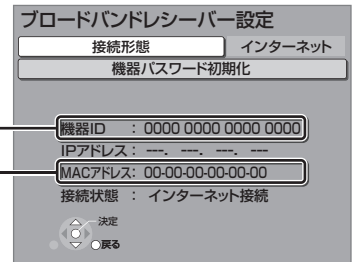 ブロードバンドレシーバー設定
接続形態 インターネット
機器パスワード初期化
機器ID : 0000 0000 0000 0000
IPアドレス : ---. ---. ---. ---
MACアドレス: 00-00-00-00-00-00
接続状態 : インターネット接続
決定
戻る